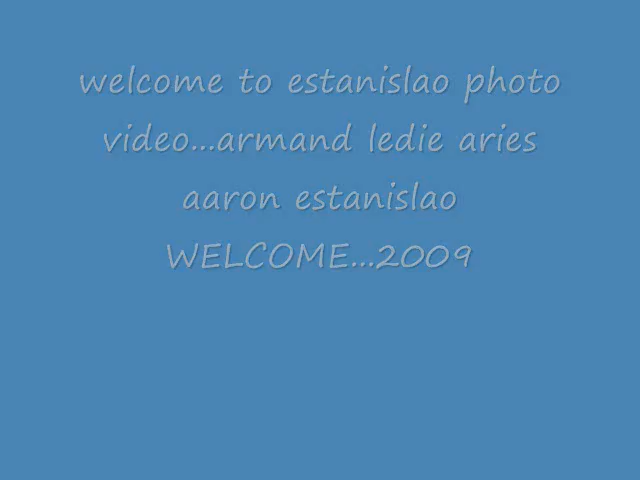 welcome to estanislao photo
video...armand ledie aries
aaron estanislao
WELCOME...2009